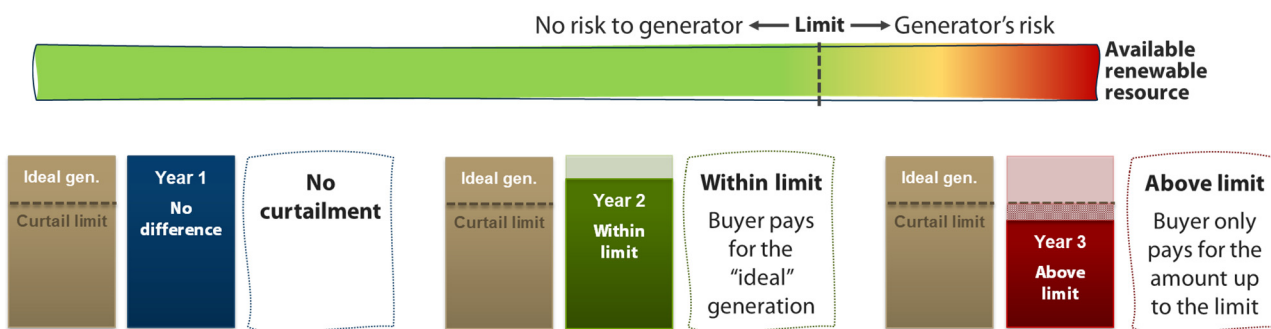 No risk to generator
Limit
Generator's risk
Available
renewable
resource
Ideal gen.
Curtail limit
Year 1
No
difference
No
curtailment
Ideal gen.
Curtail limit
Year 2
Within
limit
Within limit
Buyer pays
for the
“ideal”
generation
Ideal gen.
Curtail limit
Year 3
Above
limit
Above limit
Buyer only
pays for the
amount up
to the limit